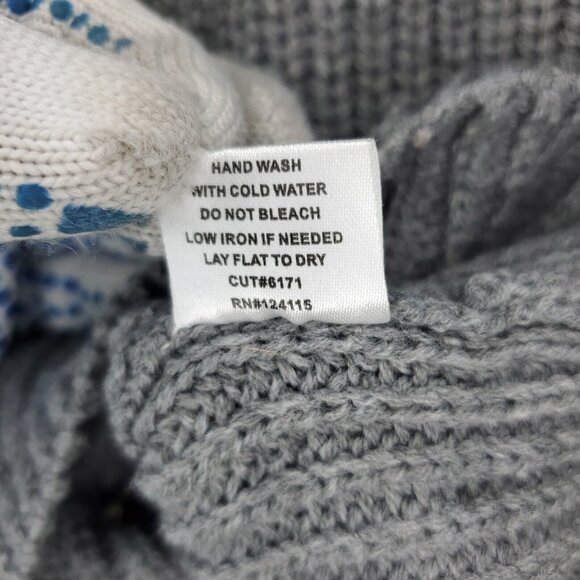 HAND WASH
WITH COLD WATER
DO NOT BLEACH
LOW IRON IF NEEDED
LAY FLAT TO DRY
CUT#6171
RN#124115